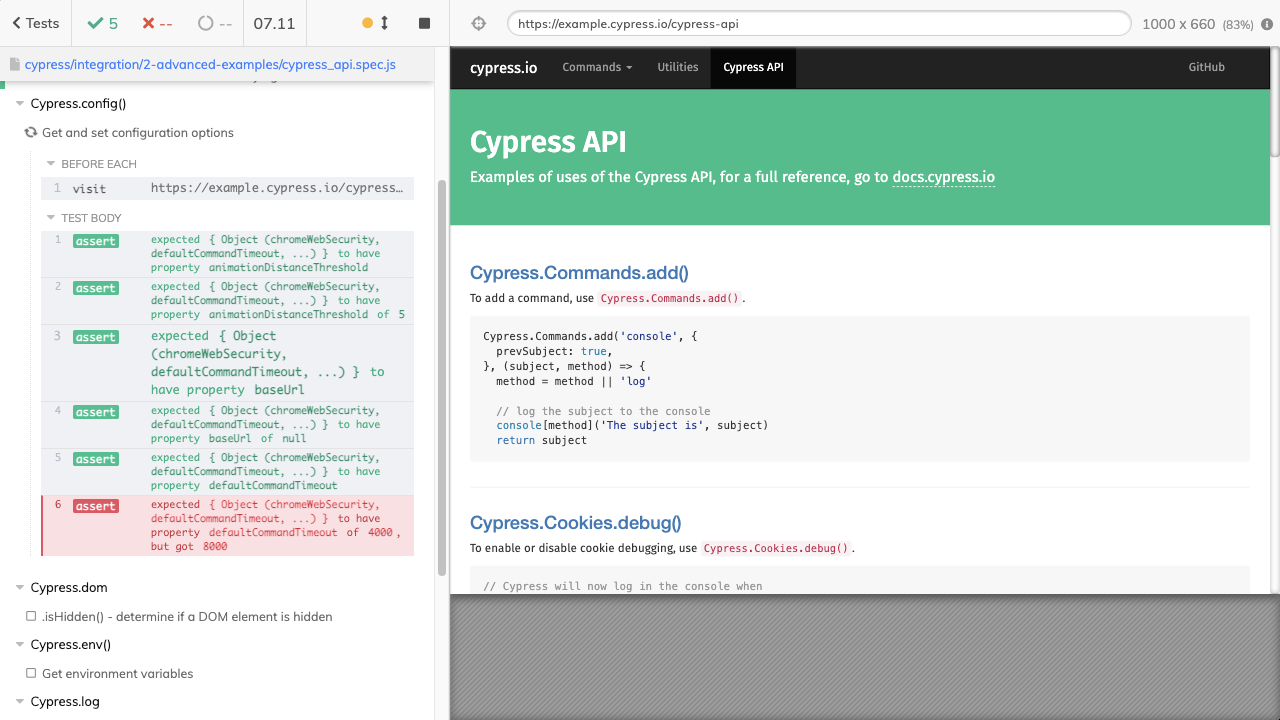 Tests
5
--
--
07.11
https://example.cypress.io/cypress-api
1000 x 660 (83%)
cypress/integration/2-advanced-examples/cypress_api.spec.js
Cypress.config()
Get and set configuration options
BEFORE EACH
1 visit https://example.cypress.io/cypress…
TEST BODY
1 assert expected { Object (chromeWebSecurity,
defaultCommandTimeout, ...) } to have
property animationDistanceThreshold
2 assert expected { Object (chromeWebSecurity,
defaultCommandTimeout, ...) } to have
property animationDistanceThreshold of 5
3 assert expected { Object
(chromeWebSecurity,
defaultCommandTimeout, ...) } to
have property baseUrl
4 assert expected { Object (chromeWebSecurity,
defaultCommandTimeout, ...) } to have
property baseUrl of null
5 assert expected { Object (chromeWebSecurity,
defaultCommandTimeout, ...) } to have
property defaultCommandTimeout
6 assert expected { Object (chromeWebSecurity,
defaultCommandTimeout, ...) } to have
property defaultCommandTimeout of 4000,
but got 8000
Cypress.dom
.isHidden() - determine if a DOM element is hidden
Cypress.env()
Get environment variables
Cypress.log
cypress.io Commands Utilities Cypress API GitHub
Cypress API
Examples of uses of the Cypress API, for a full reference, go to docs.cypress.io
Cypress.Commands.add()
To add a command, use Cypress.Commands.add().
Cypress.Commands.add('console', {
prevSubject: true,
}, (subject, method) => {
method = method || 'log'
// log the subject to the console
console[method]('The subject is', subject)
return subject
Cypress.Cookies.debug()
To enable or disable cookie debugging, use Cypress.Cookies.debug().
// Cypress will now log in the console when